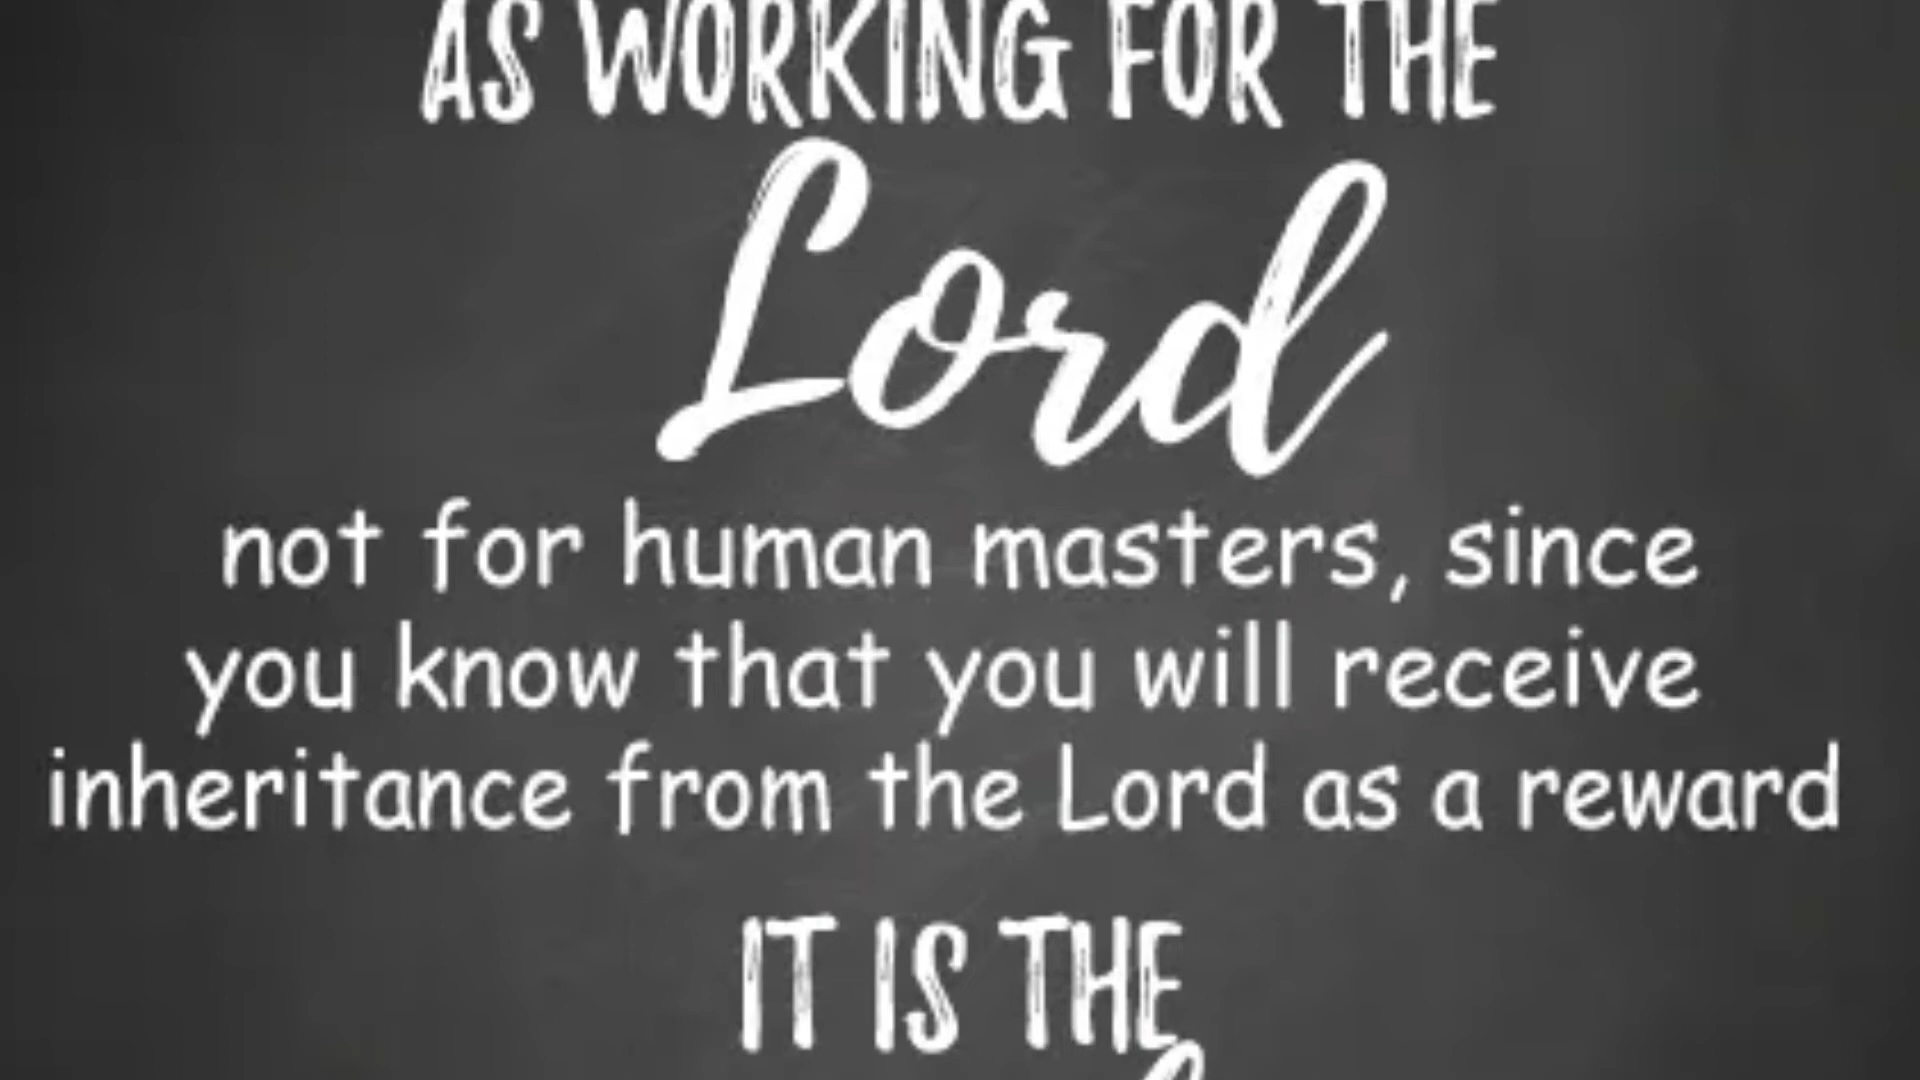 AS WORKING FOR THE
Lord
not for human masters, since
you know that you will receive
inheritance from the Lord as a reward
IT IS THE